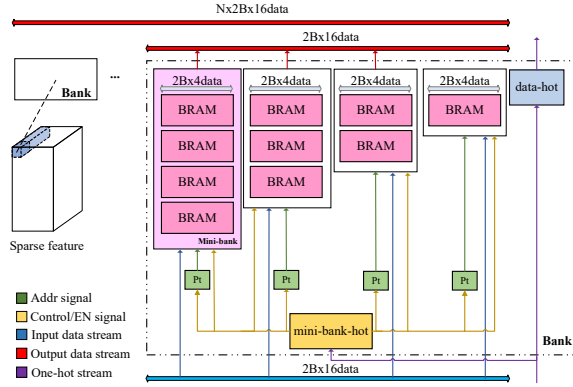 Nx2Bx16data
2Bx16data
Bank
...
2Bx4data
2Bx4data
2Bx4data
2Bx4data
data-hot
BRAM
BRAM
BRAM
BRAM
BRAM
BRAM
BRAM
BRAM
BRAM
BRAM
Mini-bank
Sparse feature
Pt
Pt
Pt
Pt
Addr signal
Control/EN signal
Input data stream
Output data stream
One-hot stream
mini-bank-hot
Bank
2Bx16data